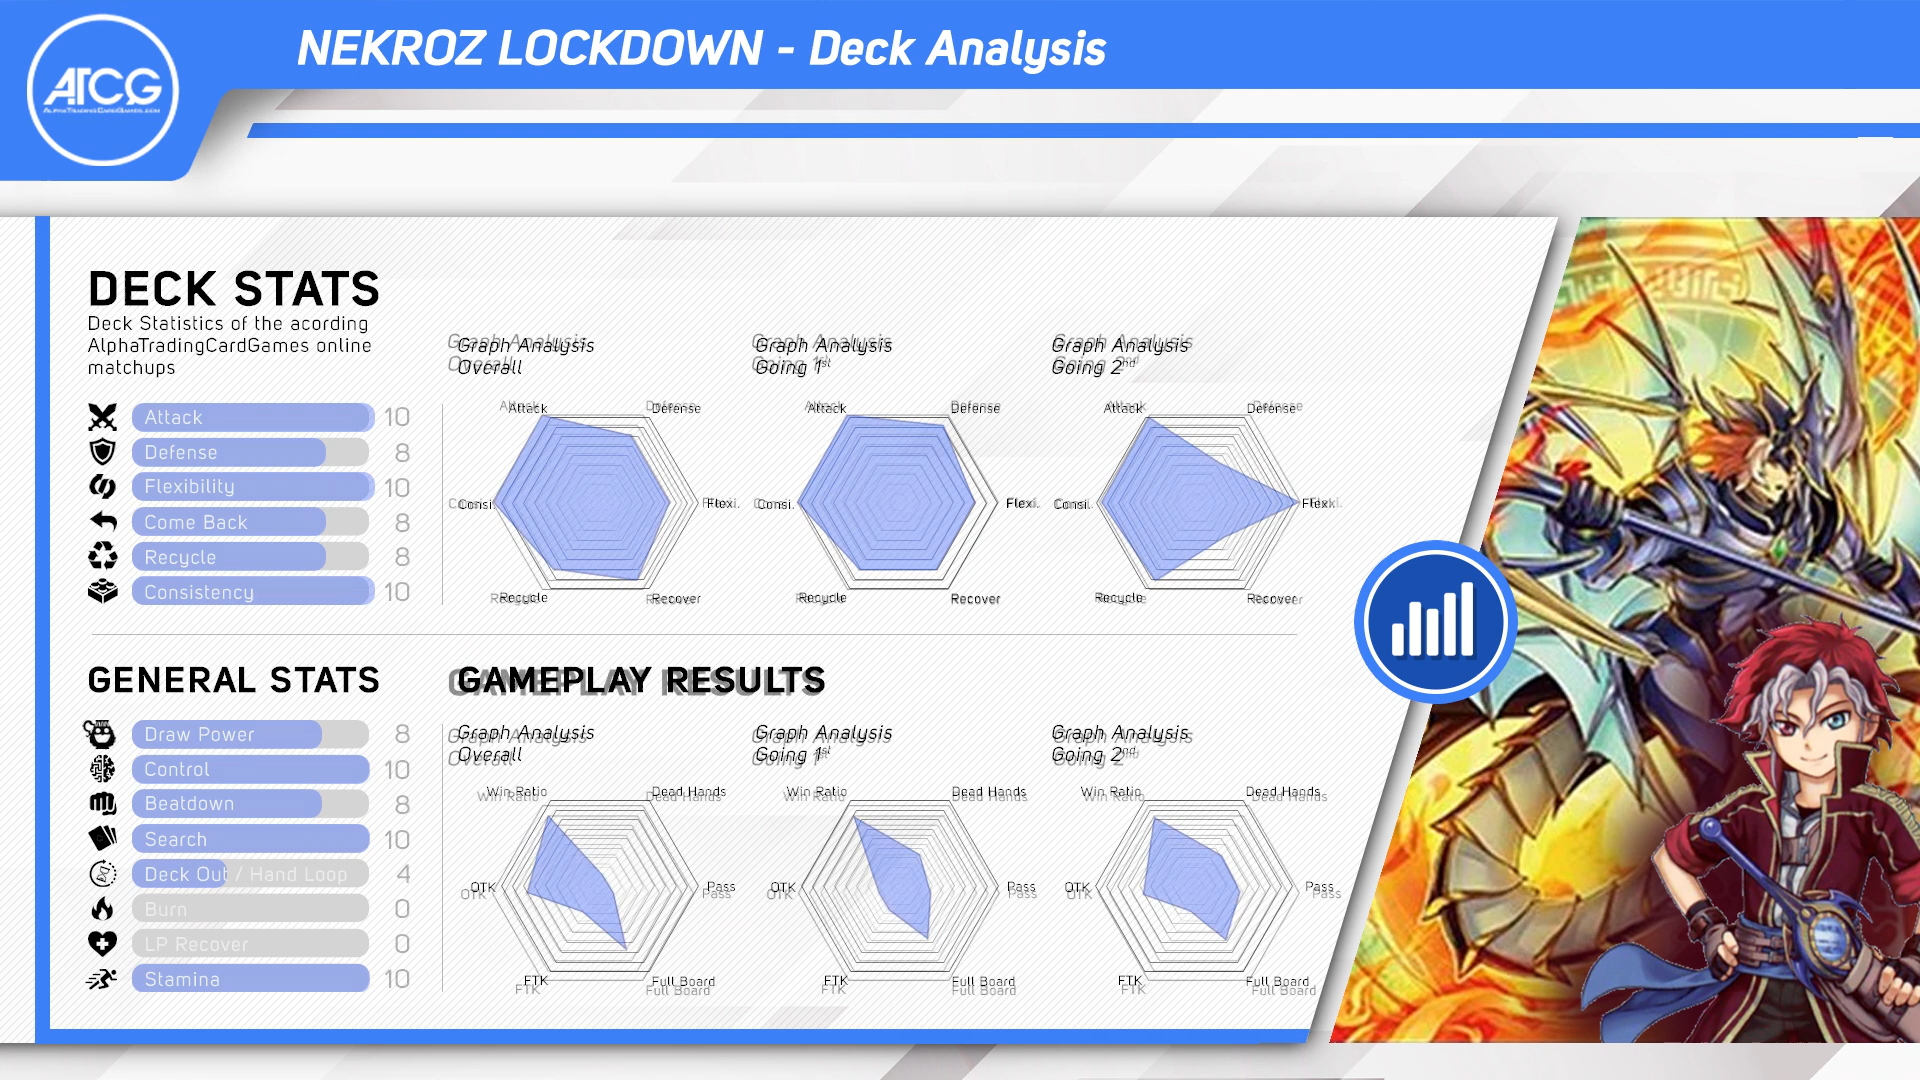 NEKROZ LOCKDOWN - Deck Analysis
ATCG
ALPHATRADINGCARDGAMES.COM
DECK STATS
Deck Statistics of the acording
AlphaTradingCardGames online
matchups
Attack 10
Defense 8
Flexibility 10
Come Back 8
Recycle 8
Consistency 10
Graph Analysis
Overall
Attack
Defense
Consi.
Flexi.
Recycle
Recover
Graph Analysis
Going 1st
Attack
Defense
Consi.
Flexi.
Recycle
Recover
Graph Analysis
Going 2nd
Attack
Defense
Consi.
Flexi.
Recycle
Recover
GENERAL STATS
Draw Power 8
Control 10
Beatdown 8
Search 10
Deck Out / Hand Loop 4
Burn 0
LP Recover 0
Stamina 10
GAMEPLAY RESULTS
Graph Analysis
Overall
Win Ratio
Dead Hands
OTK
Pass
FTK
Full Board
Graph Analysis
Going 1st
Win Ratio
Dead Hands
OTK
Pass
FTK
Full Board
Graph Analysis
Going 2nd
Win Ratio
Dead Hands
OTK
Pass
FTK
Full Board